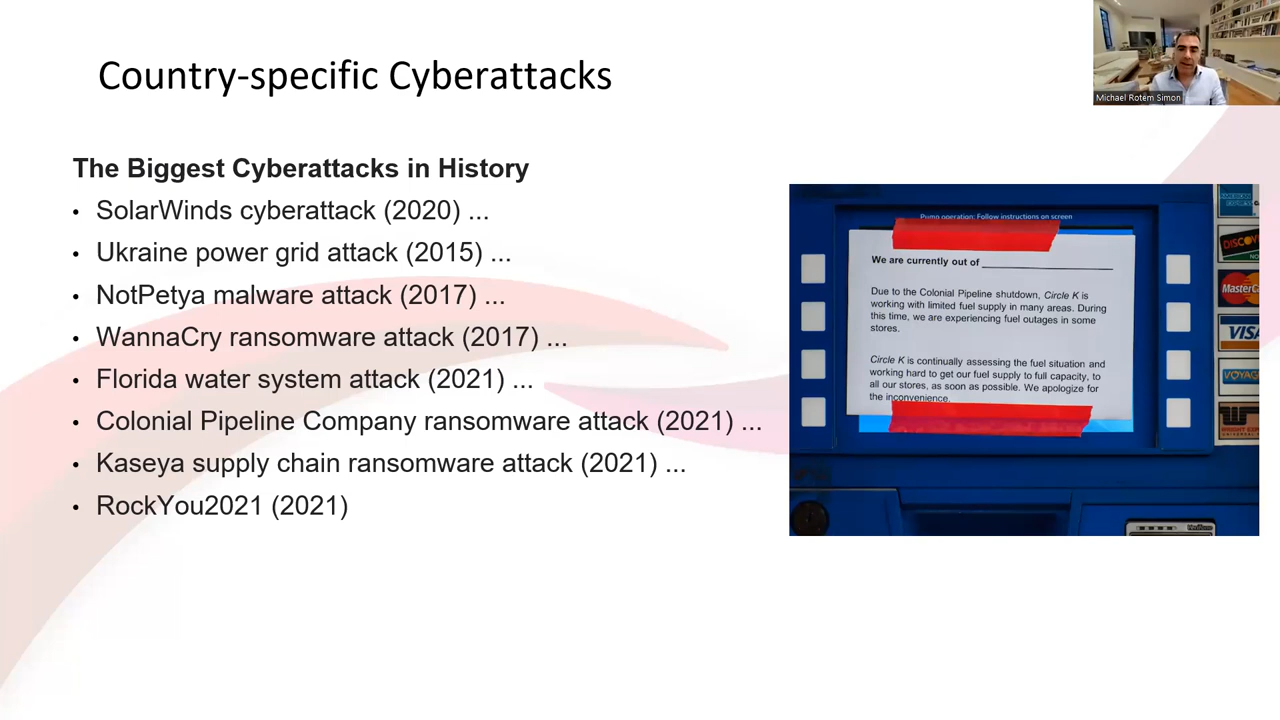 Country-specific Cyberattacks
Michael Rotem Simon
The Biggest Cyberattacks in History
• SolarWinds cyberattack (2020) ...
• Ukraine power grid attack (2015) ...
• NotPetya malware attack (2017) ...
• WannaCry ransomware attack (2017) ...
• Florida water system attack (2021) ...
• Colonial Pipeline Company ransomware attack (2021) ...
• Kaseya supply chain ransomware attack (2021) ...
• RockYou2021 (2021)
Pump operation: Follow instructions on screen
We are currently out of
Due to the Colonial Pipeline shutdown, Circle K is
working with limited fuel supply in many areas. During
this time, we are experiencing fuel outages in some
stores.
Circle K is continually assessing the fuel situation and
working hard to get our fuel supply to full capacity, to
all our stores, as soon as possible. We apologize for
the inconvenience.
AMERICAN
EXPRESS
DISCOV
MasterCa
VISA
VOYAG